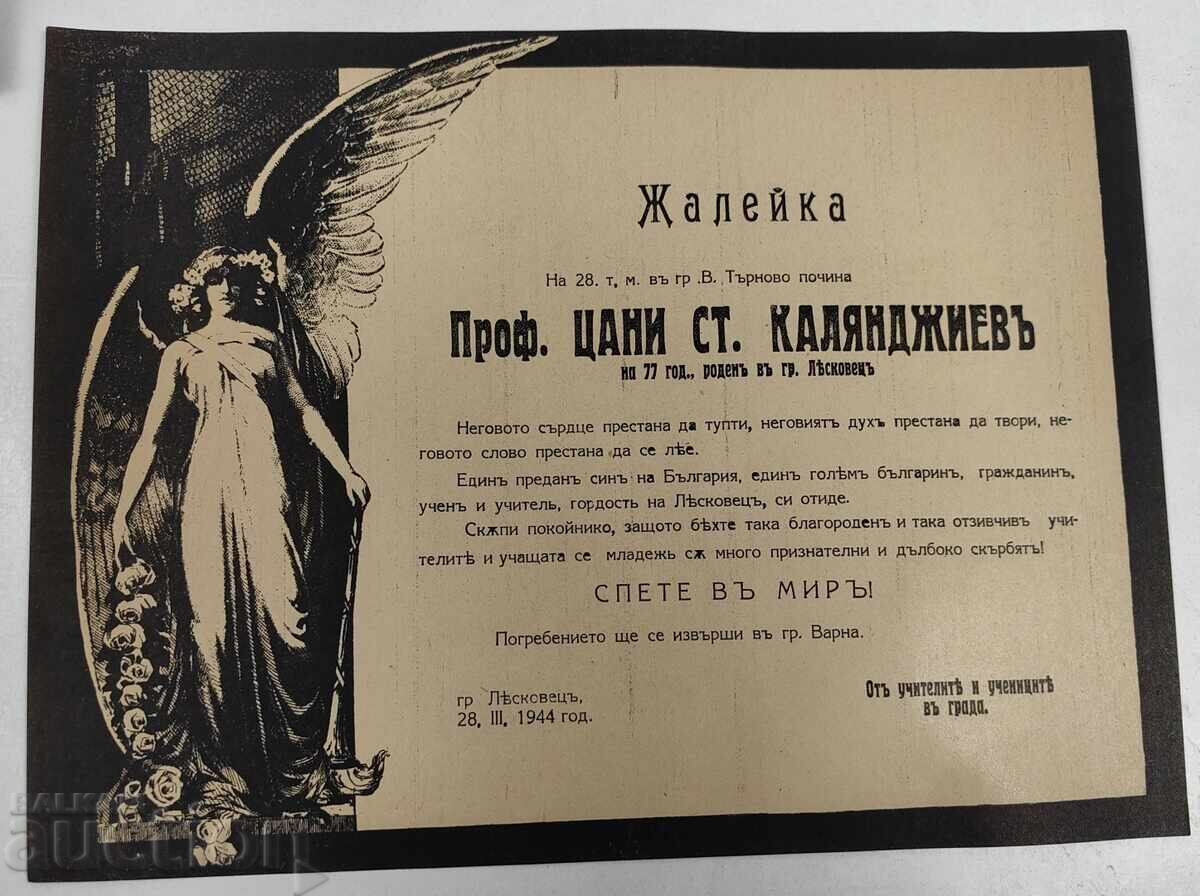 Жалейка
На 28. т. м. въ гр .В. Търново почина
Проф. ЦАНИ СТ. КАЛЯНДЖИЕВЪ
на 77 год., роденъ въ гр. Лѣсковецъ
Неговото сърдце престана да тупти, неговиятъ духъ престана да твори, не-
говото слово престана да се лѣе.
Единъ преданъ синъ на България, единъ голѣмъ българинъ, гражданинъ,
ученъ и учитель, гордость на Лѣсковецъ, си отиде.
Скѫпи покойнико, защото бѣхте така благороденъ и така отзивчивъ учи-
телитѣ и учащата се младежь сѫ много признателни и дълбоко скърбятъ!
СПЕТЕ ВЪ МИРЪ!
Погребението ще се извърши въ гр. Варна.
гр Лѣсковецъ,
28. III. 1944 год.
Отъ учителитѣ и ученицитѣ
въ града.
BALKAN
auction